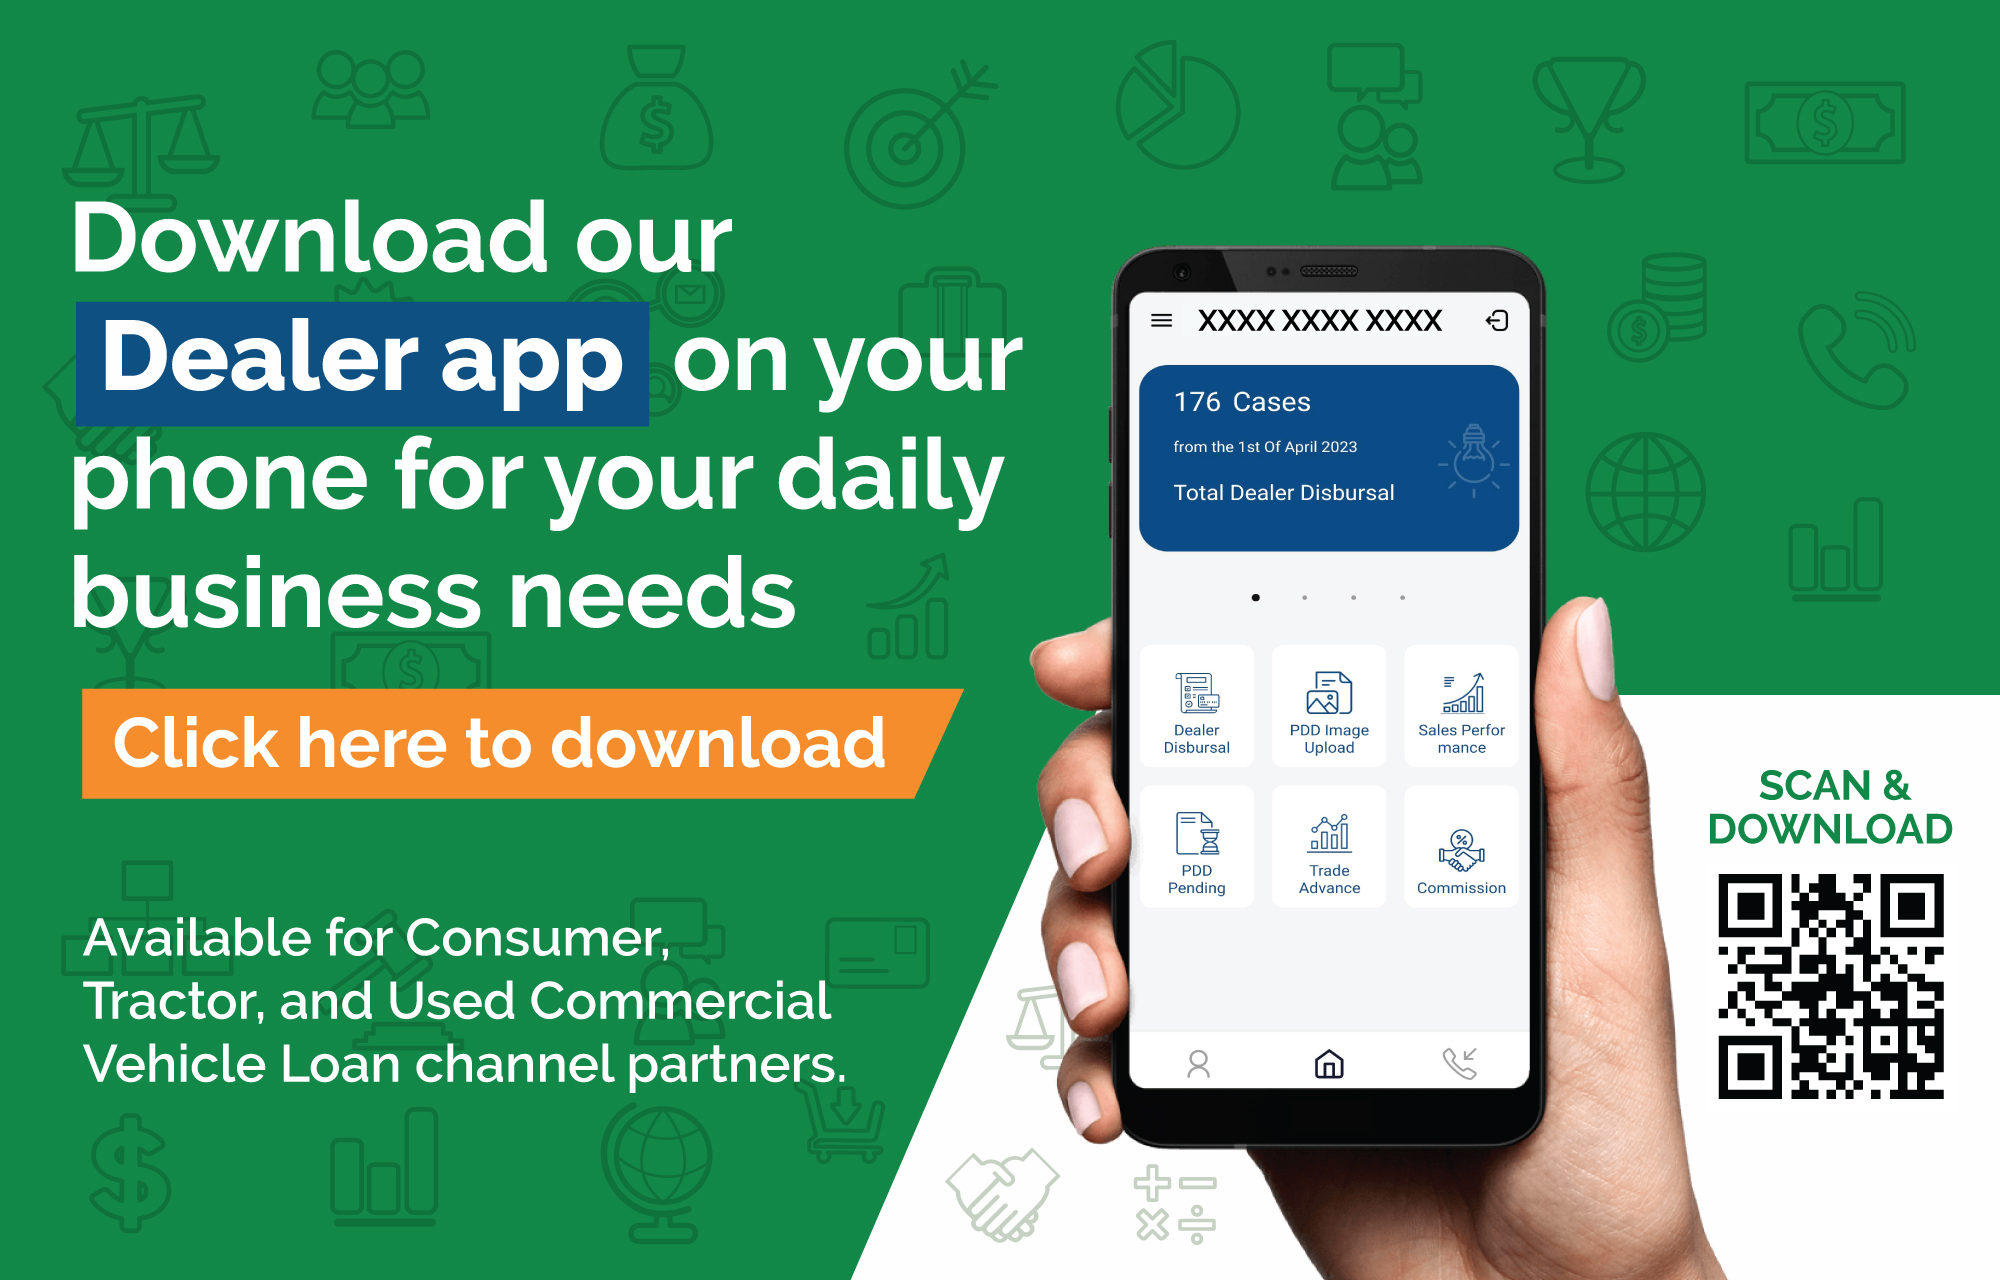 Download our
Dealer app on your
phone for your daily
business needs
Click here to download
Available for Consumer,
Tractor, and Used Commercial
Vehicle Loan channel partners.
XXXX XXXX XXXX
176 Cases
from the 1st Of April 2023
Total Dealer Disbursal
Dealer
Disbursal
PDD Image
Upload
Sales Perfor
mance
PDD
Pending
Trade
Advance
Commission
SCAN &
DOWNLOAD